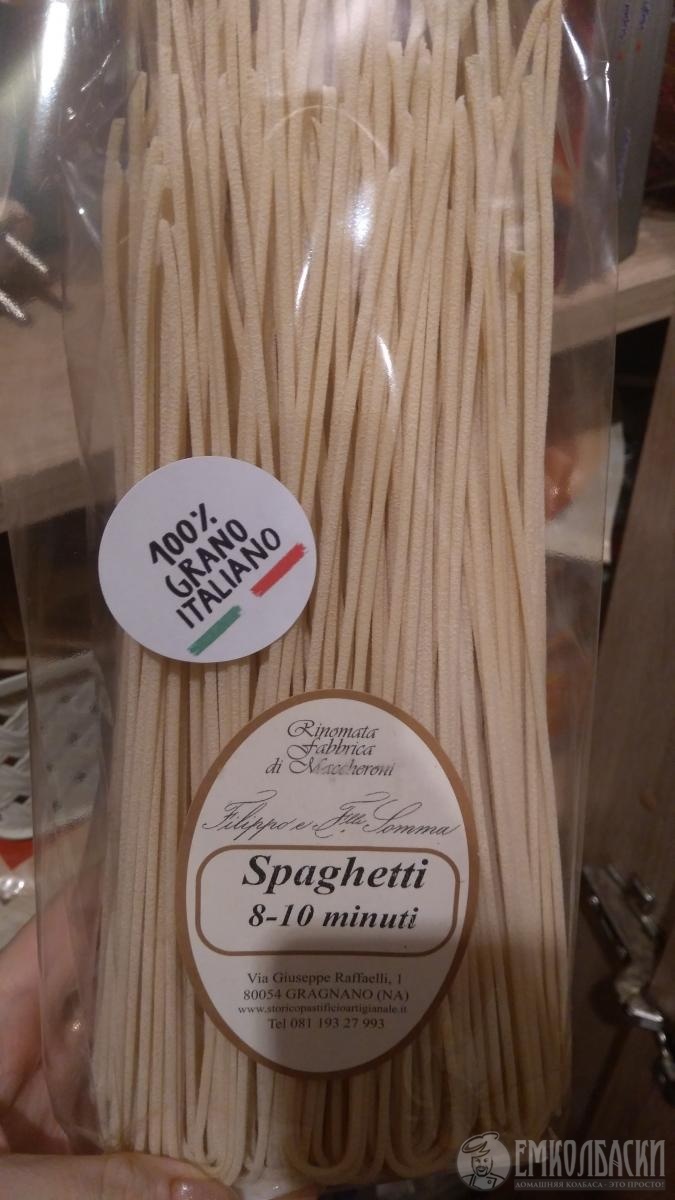 100%
GRANO
ITALIANO
Rinomata
Fabbrica
di Maccheroni
Filippo e F.lli Somma
Spaghetti
8-10 minuti
Via Giuseppe Raffaelli, 1
80054 GRAGNANO (NA)
www.storicopastificioartigianale.it
Tel 081 193 27 993
ЕМКОЛБАСКИ
ДОМАШНЯЯ КОЛБАСА - ЭТО ПРОСТО!